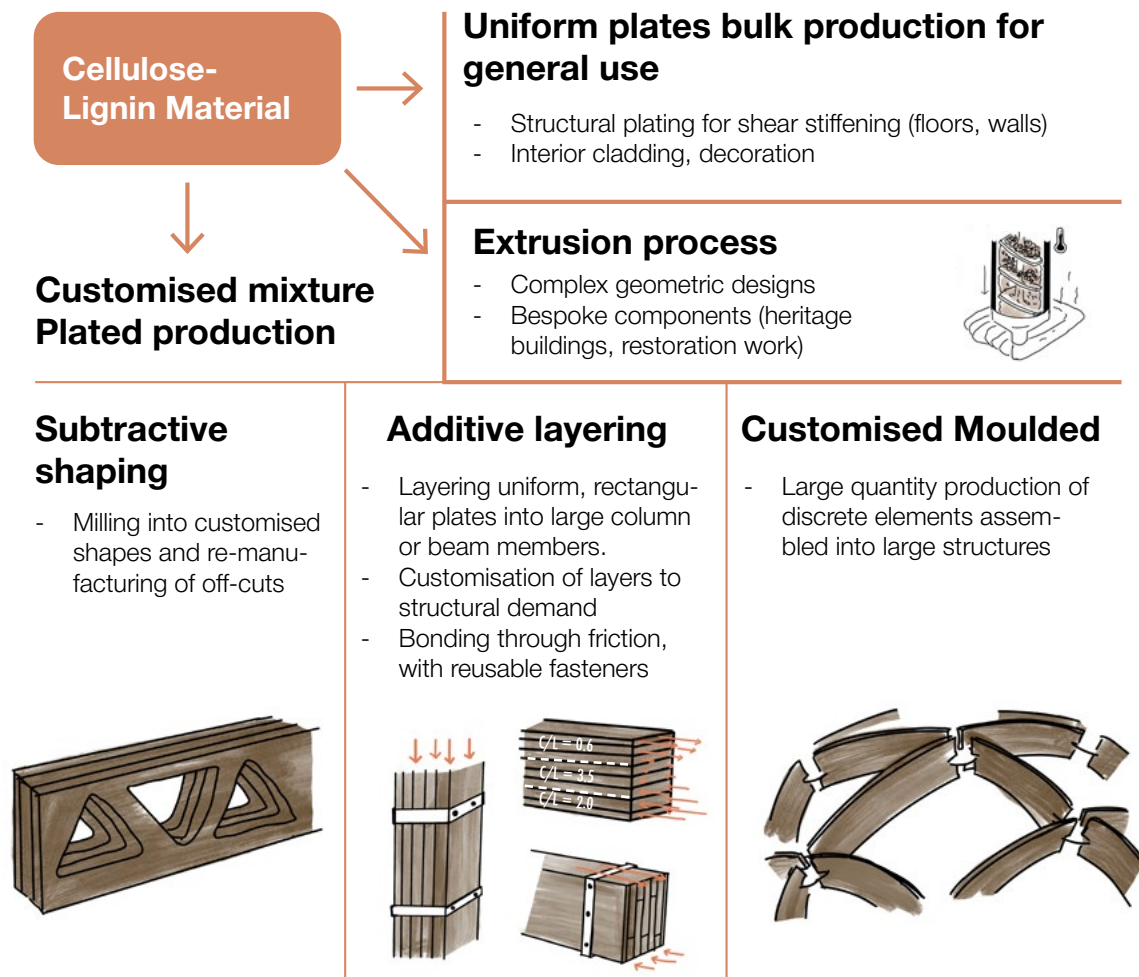 Cellulose-
Lignin Material
Uniform plates bulk production for
general use
- Structural plating for shear stiffening (floors, walls)
- Interior cladding, decoration
Extrusion process
- Complex geometric designs
- Bespoke components (heritage
buildings, restoration work)
Customised mixture
Plated production
Subtractive
shaping
- Milling into customised
shapes and re-manu-
facturing of off-cuts
Additive layering
- Layering uniform, rectangu-
lar plates into large column
or beam members.
- Customisation of layers to
structural demand
- Bonding through friction,
with reusable fasteners
C/L = 0.6
C/L = 3.5
C/L = 2.0
Customised Moulded
- Large quantity production of
discrete elements assem-
bled into large structures